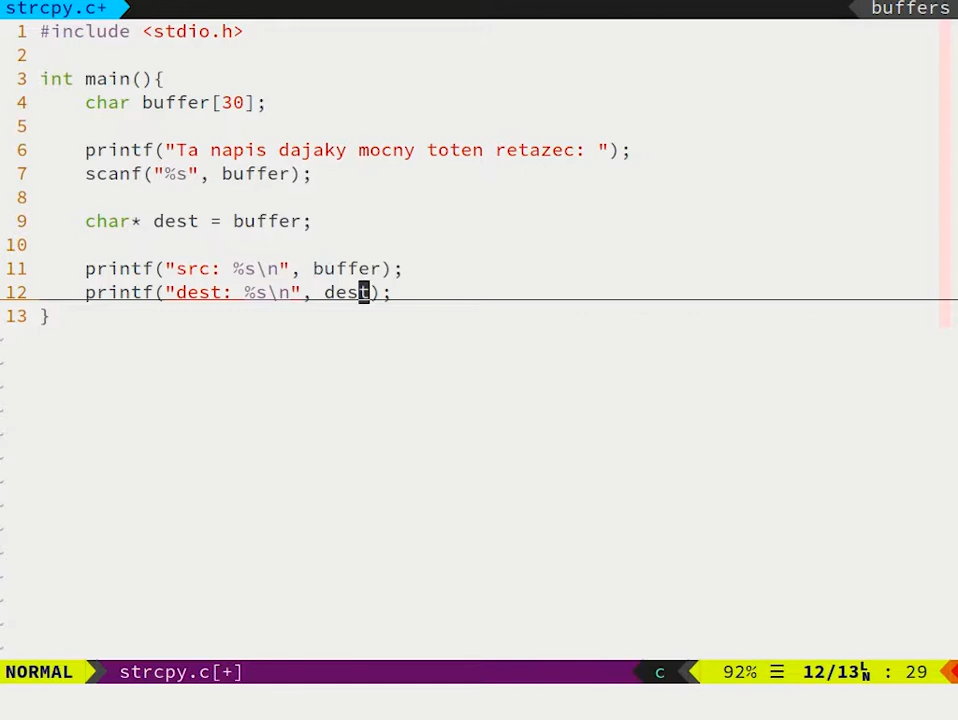 strcpy.c+ buffers
1 #include <stdio.h>
2
3 int main(){
4     char buffer[30];
5
6     printf("Ta napis dajaky mocny toten retazec: ");
7     scanf("%s", buffer);
8
9     char* dest = buffer;
10
11     printf("src: %s\n", buffer);
12     printf("dest: %s\n", dest);
13 }
~
~
~
~
~
~
~
~
~
~
~
~
~
~
NORMAL strcpy.c[+] c 92% ☰ 12/13 LN : 29